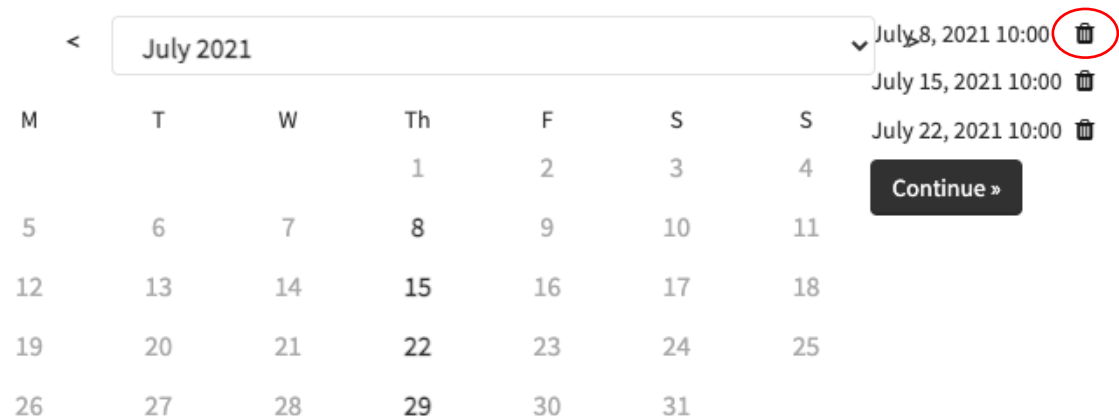 < July 2021 >
M T W Th F S S
1 2 3 4
5 6 7 8 9 10 11
12 13 14 15 16 17 18
19 20 21 22 23 24 25
26 27 28 29 30 31
July 8, 2021 10:00
July 15, 2021 10:00
July 22, 2021 10:00
Continue »